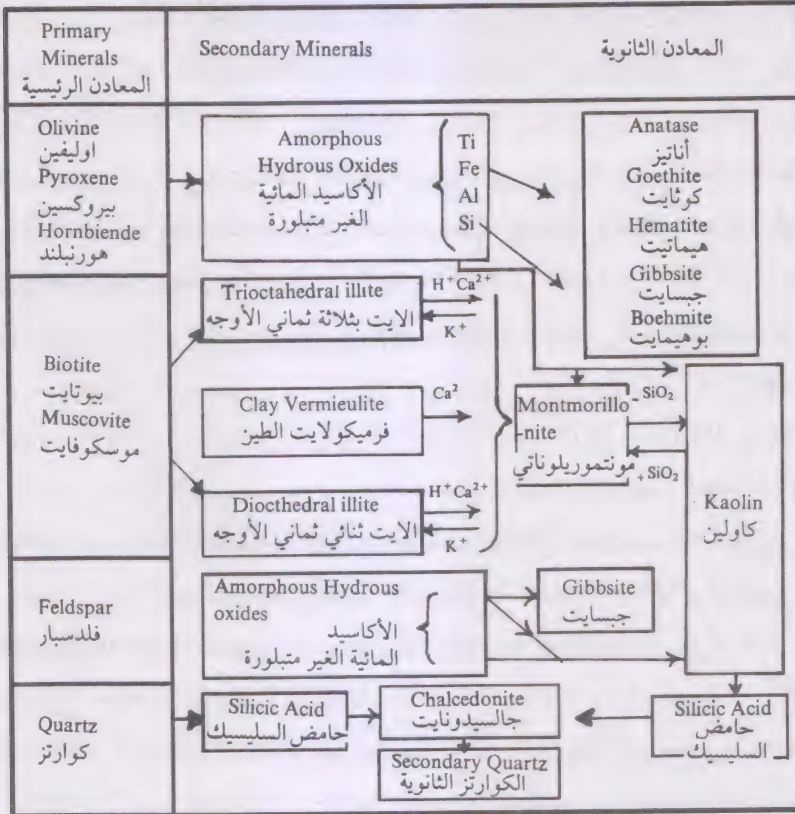 Primary
Minerals
المعادن الرئيسية
Secondary Minerals
المعادن الثانوية
Olivine
اوليفين
Pyroxene
بيروكسين
Hornbiende
هورنبلند
Amorphous
Hydrous Oxides
الأكاسيد المائية
الغير متبلورة
Ti
Fe
Al
Si
Anatase
أناتيز
Goethite
كوثايت
Hematite
هيماتيت
Gibbsite
جبسايت
Boehmite
بوهيمايت
Biotite
بيوتايت
Muscovite
موسكوفايت
Trioctahedral illite
الايت بثلاثة ثماني الأوجه
H⁺Ca²⁺
K⁺
Clay Vermieulite
فرميكولايت الطين
Ca²
Diocthedral illite
الايت ثنائي ثماني الأوجه
H⁺Ca²⁺
K⁺
Montmorillo
-nite
مونتموريلوناتي
- SiO₂
+ SiO₂
Kaolin
كاولين
Feldspar
فلدسبار
Amorphous Hydrous
oxides
الأكاسيد
المائية الغير متبلورة
Gibbsite
جبسايت
Quartz
كوارتز
Silicic Acid
حامض السليسيك
Chalcedonite
جالسيدونايت
Secondary Quartz
الكوارتز الثانوية
Silicic Acid
حامض
السليسيك